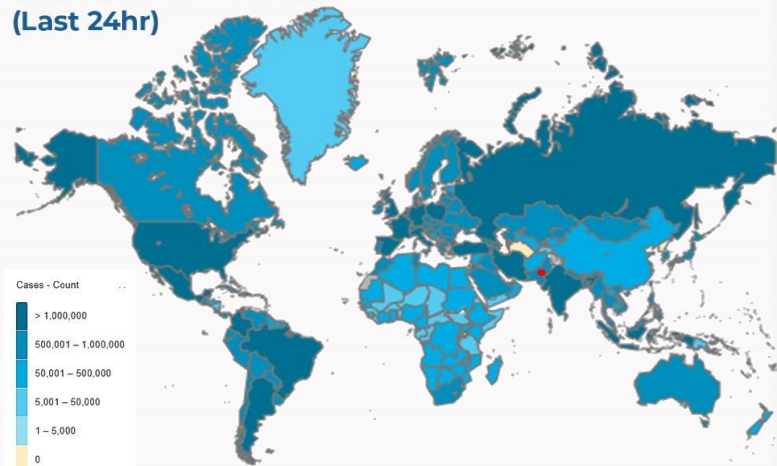 (Last 24hr)
Cases - Count
> 1,000,000
500,001 – 1,000,000
50,001 – 500,000
5,001 – 50,000
1 – 5,000
0